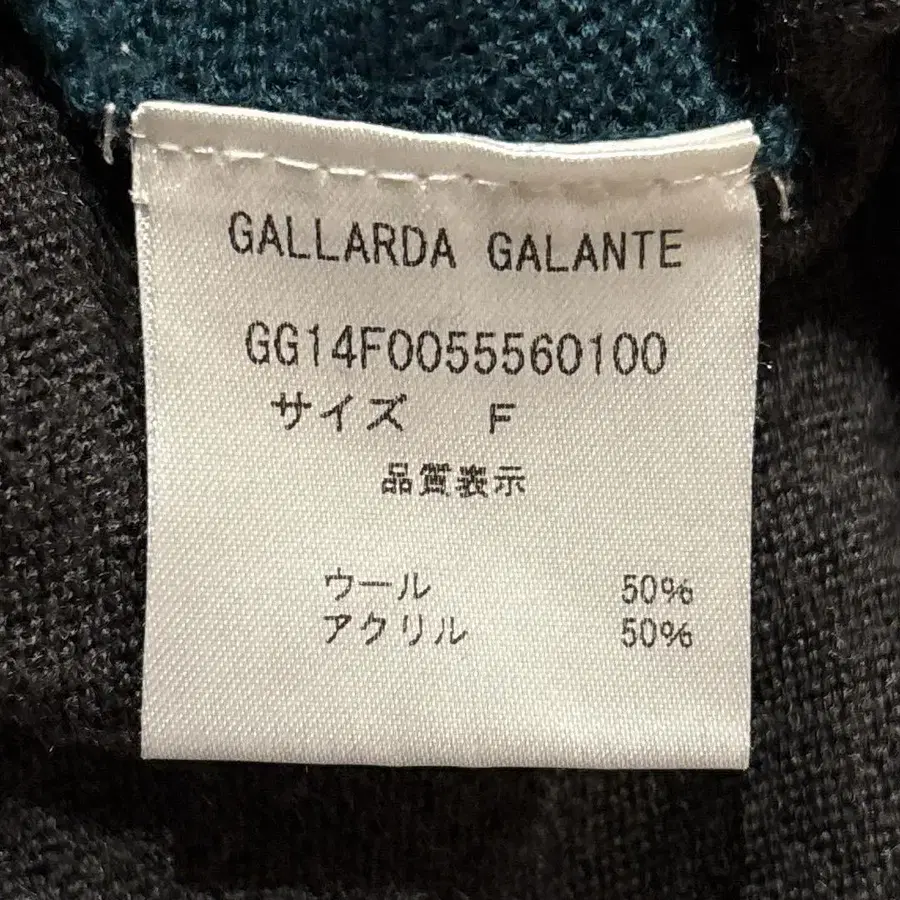 GALLARDA GALANTE
GG14F0055560100
サイズ F
品質表示
ウール 50%
アクリル 50%